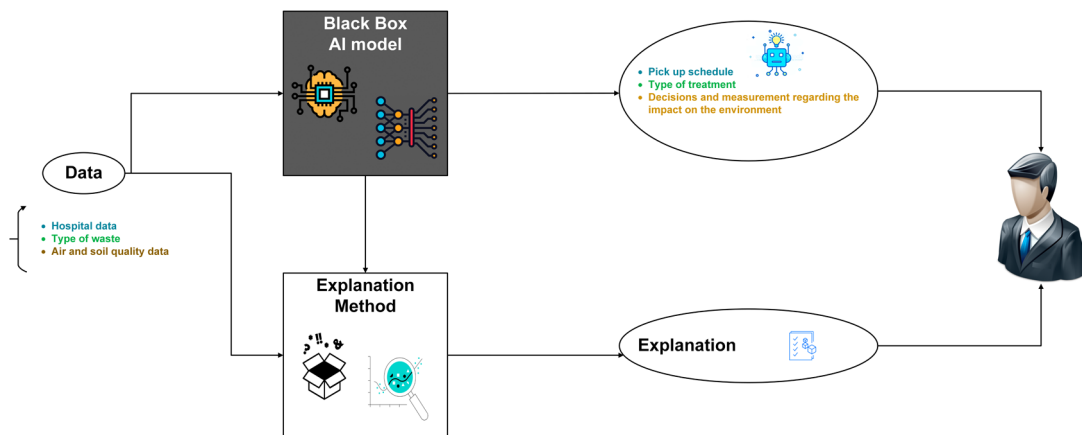 Black Box
AI model
Pick up schedule
Type of treatment
Decisions and measurement regarding the
impact on the environment
Data
Hospital data
Type of waste
Air and soil quality data
Explanation
Method
Explanation